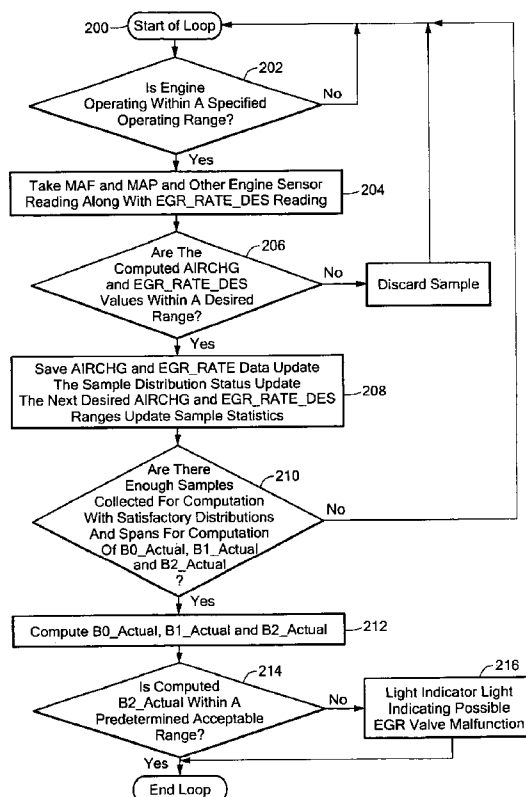 200
Start of Loop
202
Is Engine
Operating Within A Specified
Operating Range?
No
Yes
Take MAF and MAP and Other Engine Sensor
Reading Along With EGR_RATE_DES Reading
204
206
Are The
Computed AIRCHG
and EGR_RATE_DES
Values Within A Desired
Range?
No
Discard Sample
Yes
Save AIRCHG and EGR_RATE Data Update
The Sample Distribution Status Update
The Next Desired AIRCHG and EGR_RATE_DES
Ranges Update Sample Statistics
208
210
Are There
Enough Samples
Collected For Computation
With Satisfactory Distributions
And Spans For Computation
Of B0_Actual, B1_Actual
and B2_Actual
?
No
Yes
Compute B0_Actual, B1_Actual and B2_Actual
212
214
Is Computed
B2_Actual Within A
Predetermined Acceptable
Range?
No
216
Light Indicator Light
Indicating Possible
EGR Valve Malfunction
Yes
End Loop